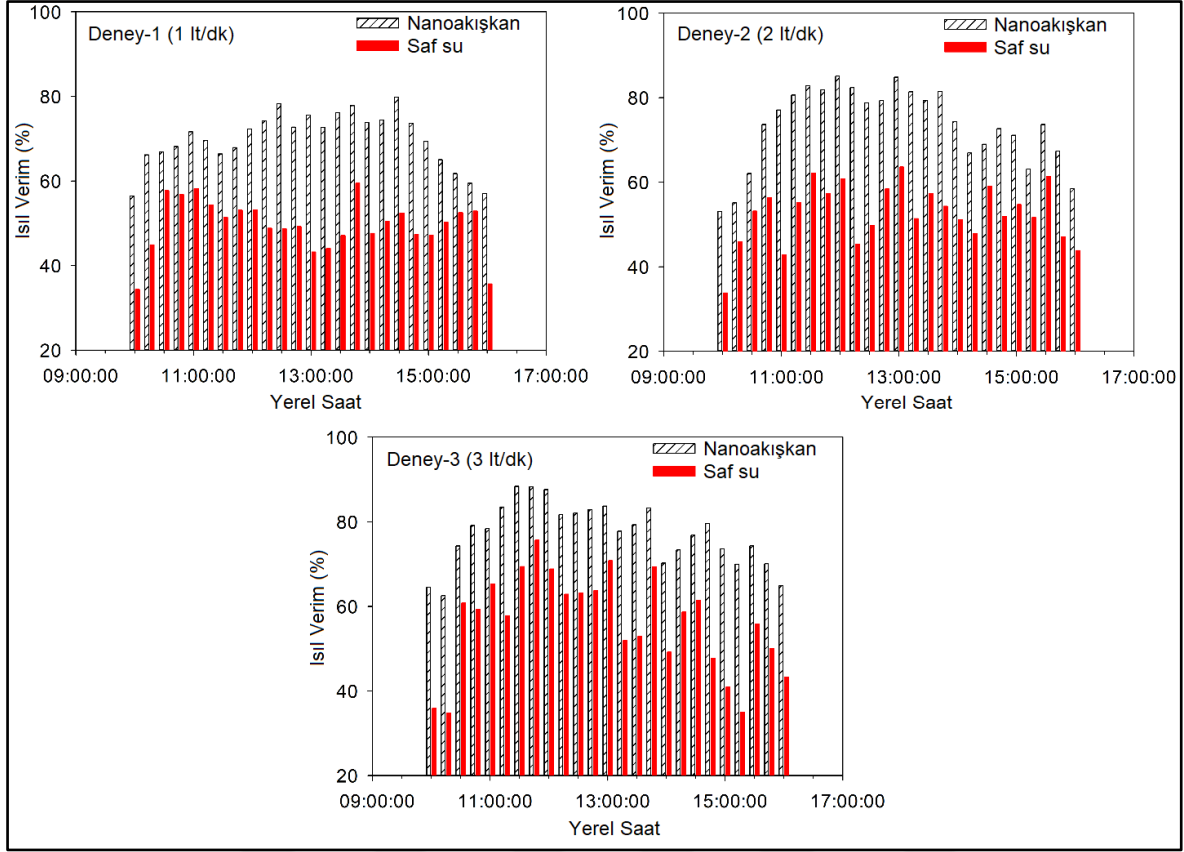 Deney-1 (1 lt/dk)
Nanoakışkan
Saf su
100
80
60
40
20
Isıl Verim (%)
09:00:00 11:00:00 13:00:00 15:00:00 17:00:00
Yerel Saat
Deney-2 (2 lt/dk)
Nanoakışkan
Saf su
100
80
60
40
20
Isıl Verim (%)
09:00:00 11:00:00 13:00:00 15:00:00 17:00:00
Yerel Saat
Deney-3 (3 lt/dk)
Nanoakışkan
Saf su
100
80
60
40
20
Isıl Verim (%)
09:00:00 11:00:00 13:00:00 15:00:00 17:00:00
Yerel Saat